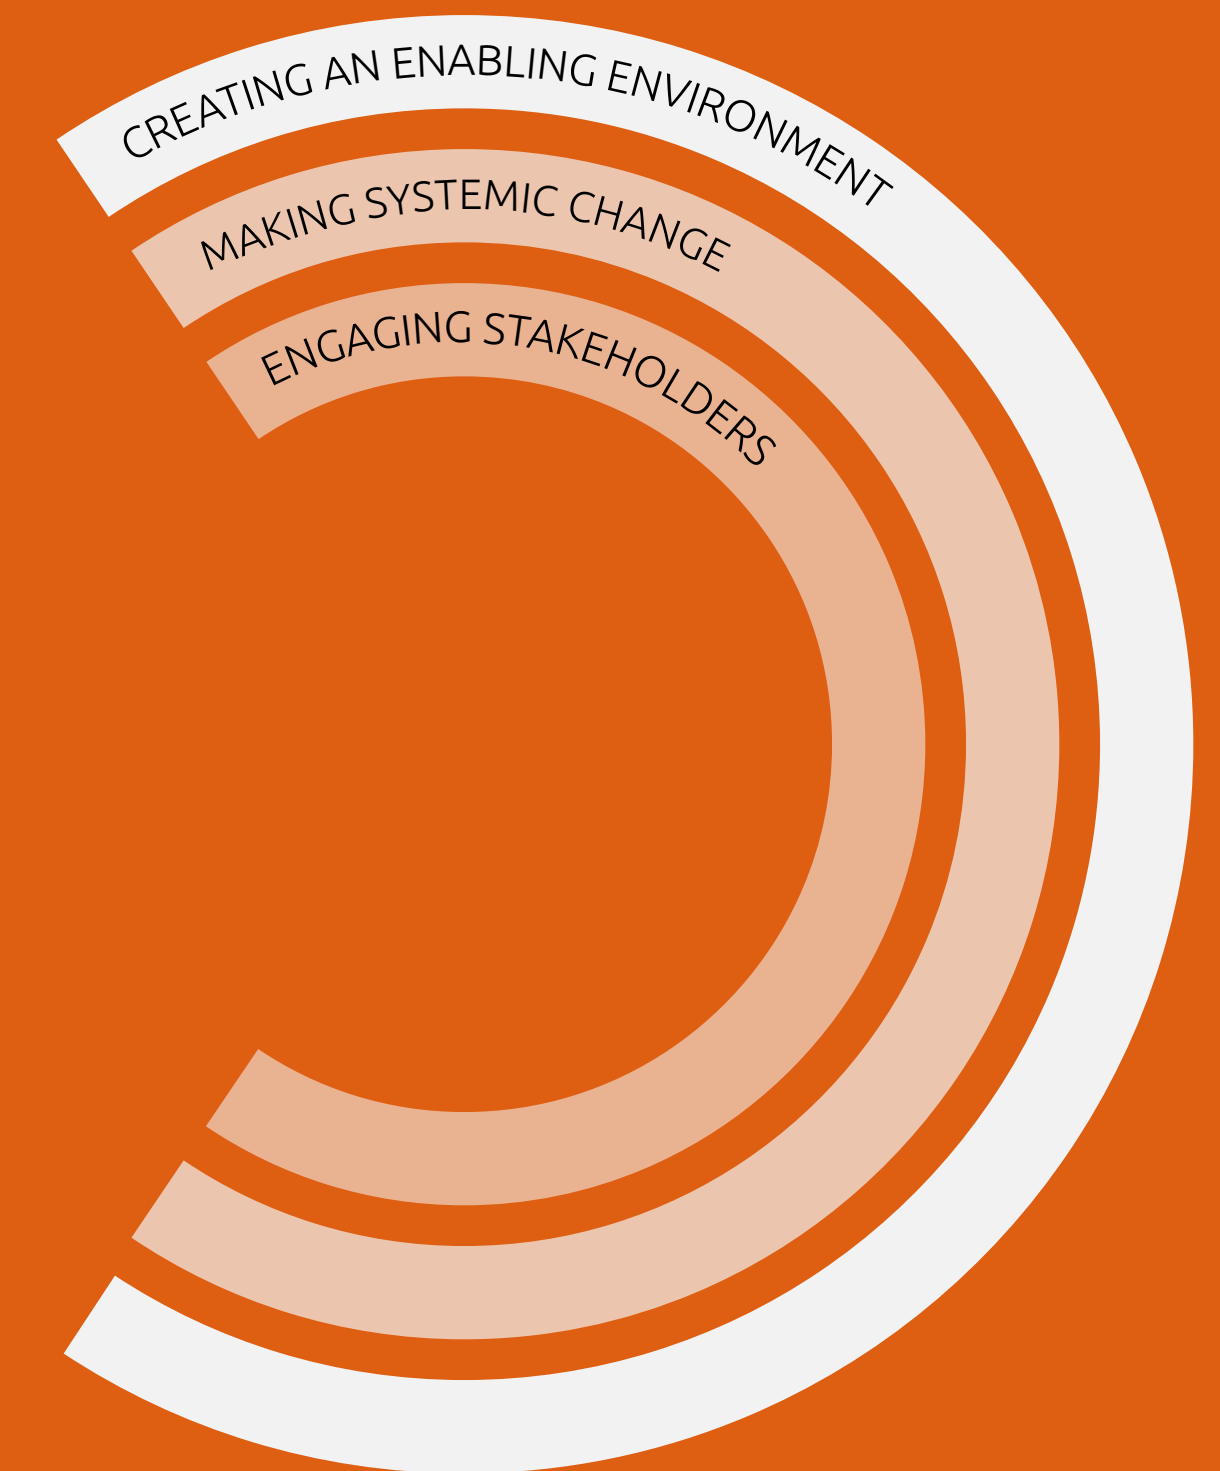 CREATING AN ENABLING ENVIRONMENT
MAKING SYSTEMIC CHANGE
ENGAGING STAKEHOLDERS